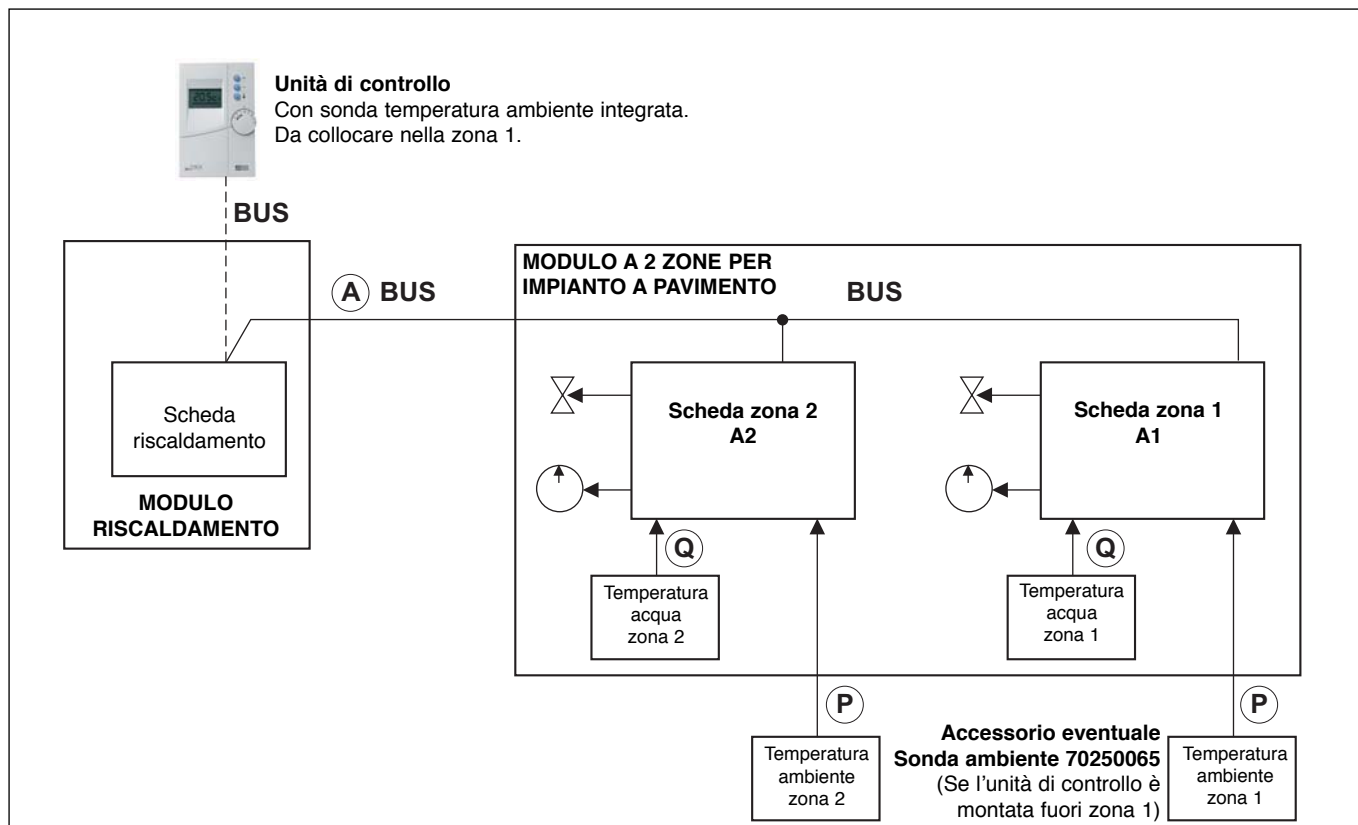 Unità di controllo
Con sonda temperatura ambiente integrata.
Da collocare nella zona 1.
BUS
A BUS
MODULO A 2 ZONE PER
IMPIANTO A PAVIMENTO
BUS
Scheda
riscaldamento
MODULO
RISCALDAMENTO
Scheda zona 2
A2
Scheda zona 1
A1
Q
Q
Temperatura
acqua
zona 2
Temperatura
acqua
zona 1
P
P
Temperatura
ambiente
zona 2
Accessorio eventuale
Sonda ambiente 70250065
(Se l'unità di controllo è
montata fuori zona 1)
Temperatura
ambiente
zona 1